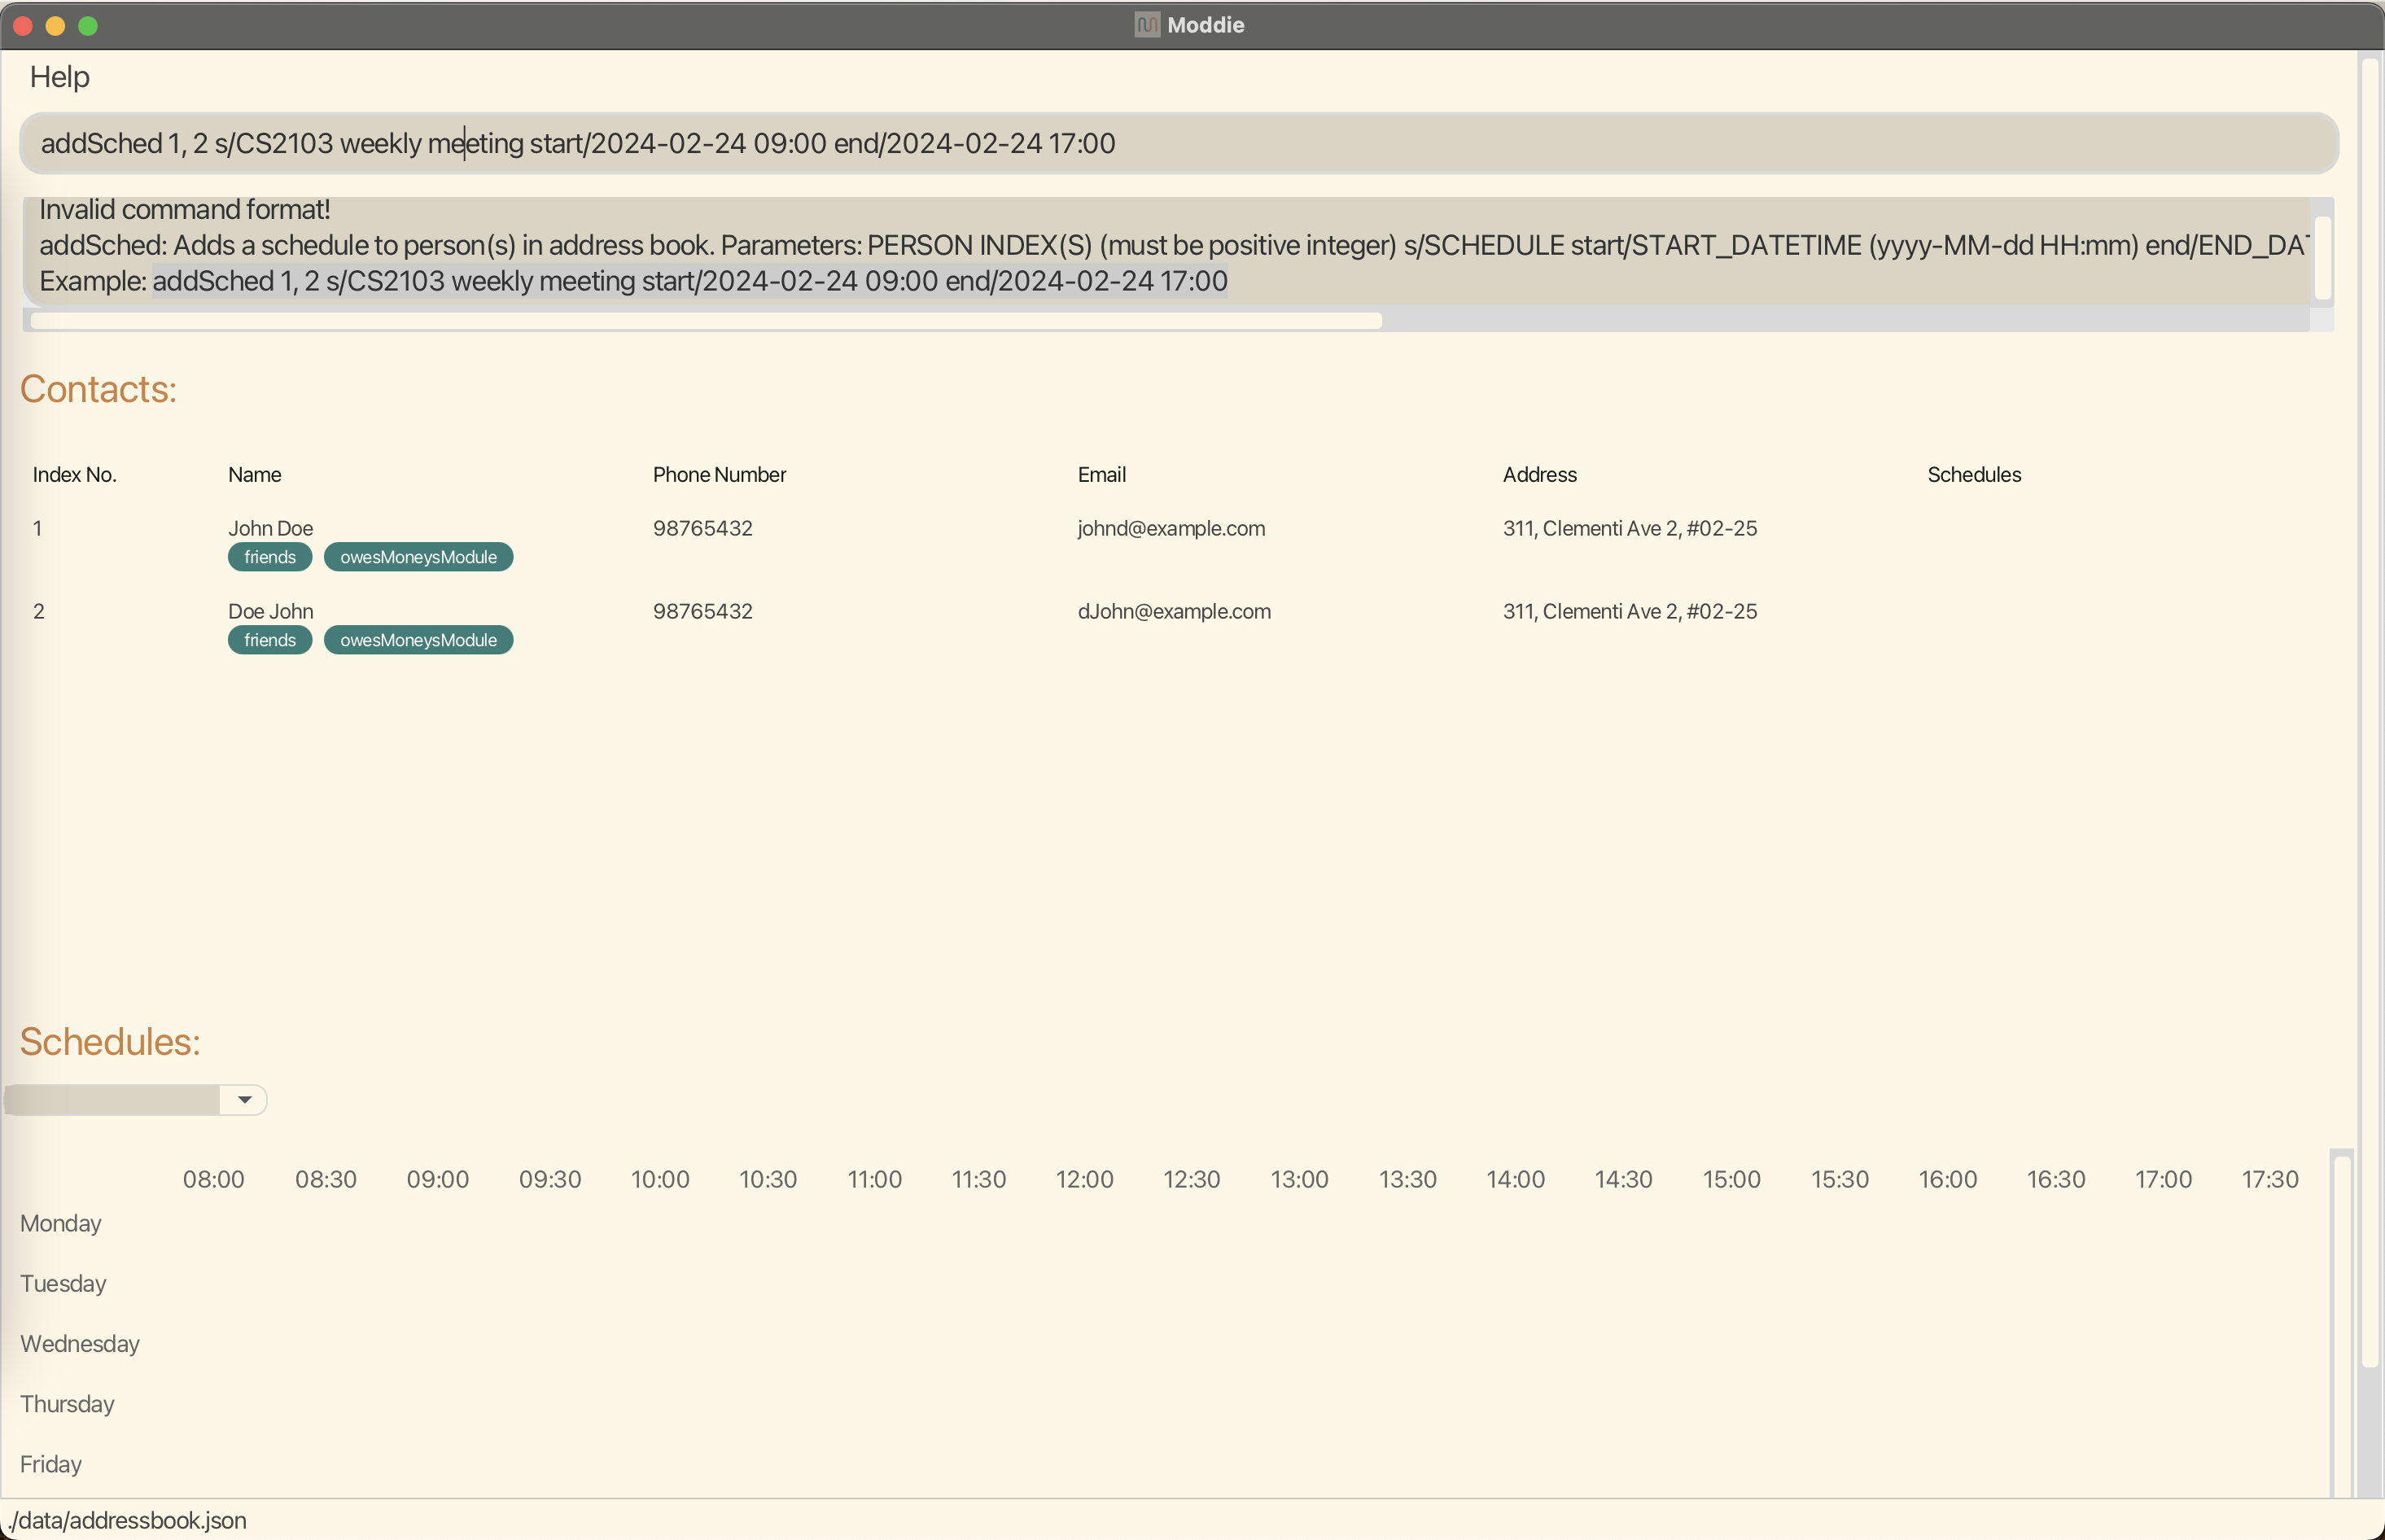 Moddie
Help
addSched 1, 2 s/CS2103 weekly meeting start/2024-02-24 09:00 end/2024-02-24 17:00
Invalid command format!
addSched: Adds a schedule to person(s) in address book. Parameters: PERSON INDEX(S) (must be positive integer) s/SCHEDULE start/START_DATETIME (yyyy-MM-dd HH:mm) end/END_DAT
Example: addSched 1, 2 s/CS2103 weekly meeting start/2024-02-24 09:00 end/2024-02-24 17:00
Contacts:
Index No. Name Phone Number Email Address Schedules
1 John Doe 98765432 johnd@example.com 311, Clementi Ave 2, #02-25
friends owesMoneysModule
2 Doe John 98765432 dJohn@example.com 311, Clementi Ave 2, #02-25
friends owesMoneysModule
Schedules:
08:00 08:30 09:00 09:30 10:00 10:30 11:00 11:30 12:00 12:30 13:00 13:30 14:00 14:30 15:00 15:30 16:00 16:30 17:00 17:30
Monday
Tuesday
Wednesday
Thursday
Friday
./data/addressbook.json